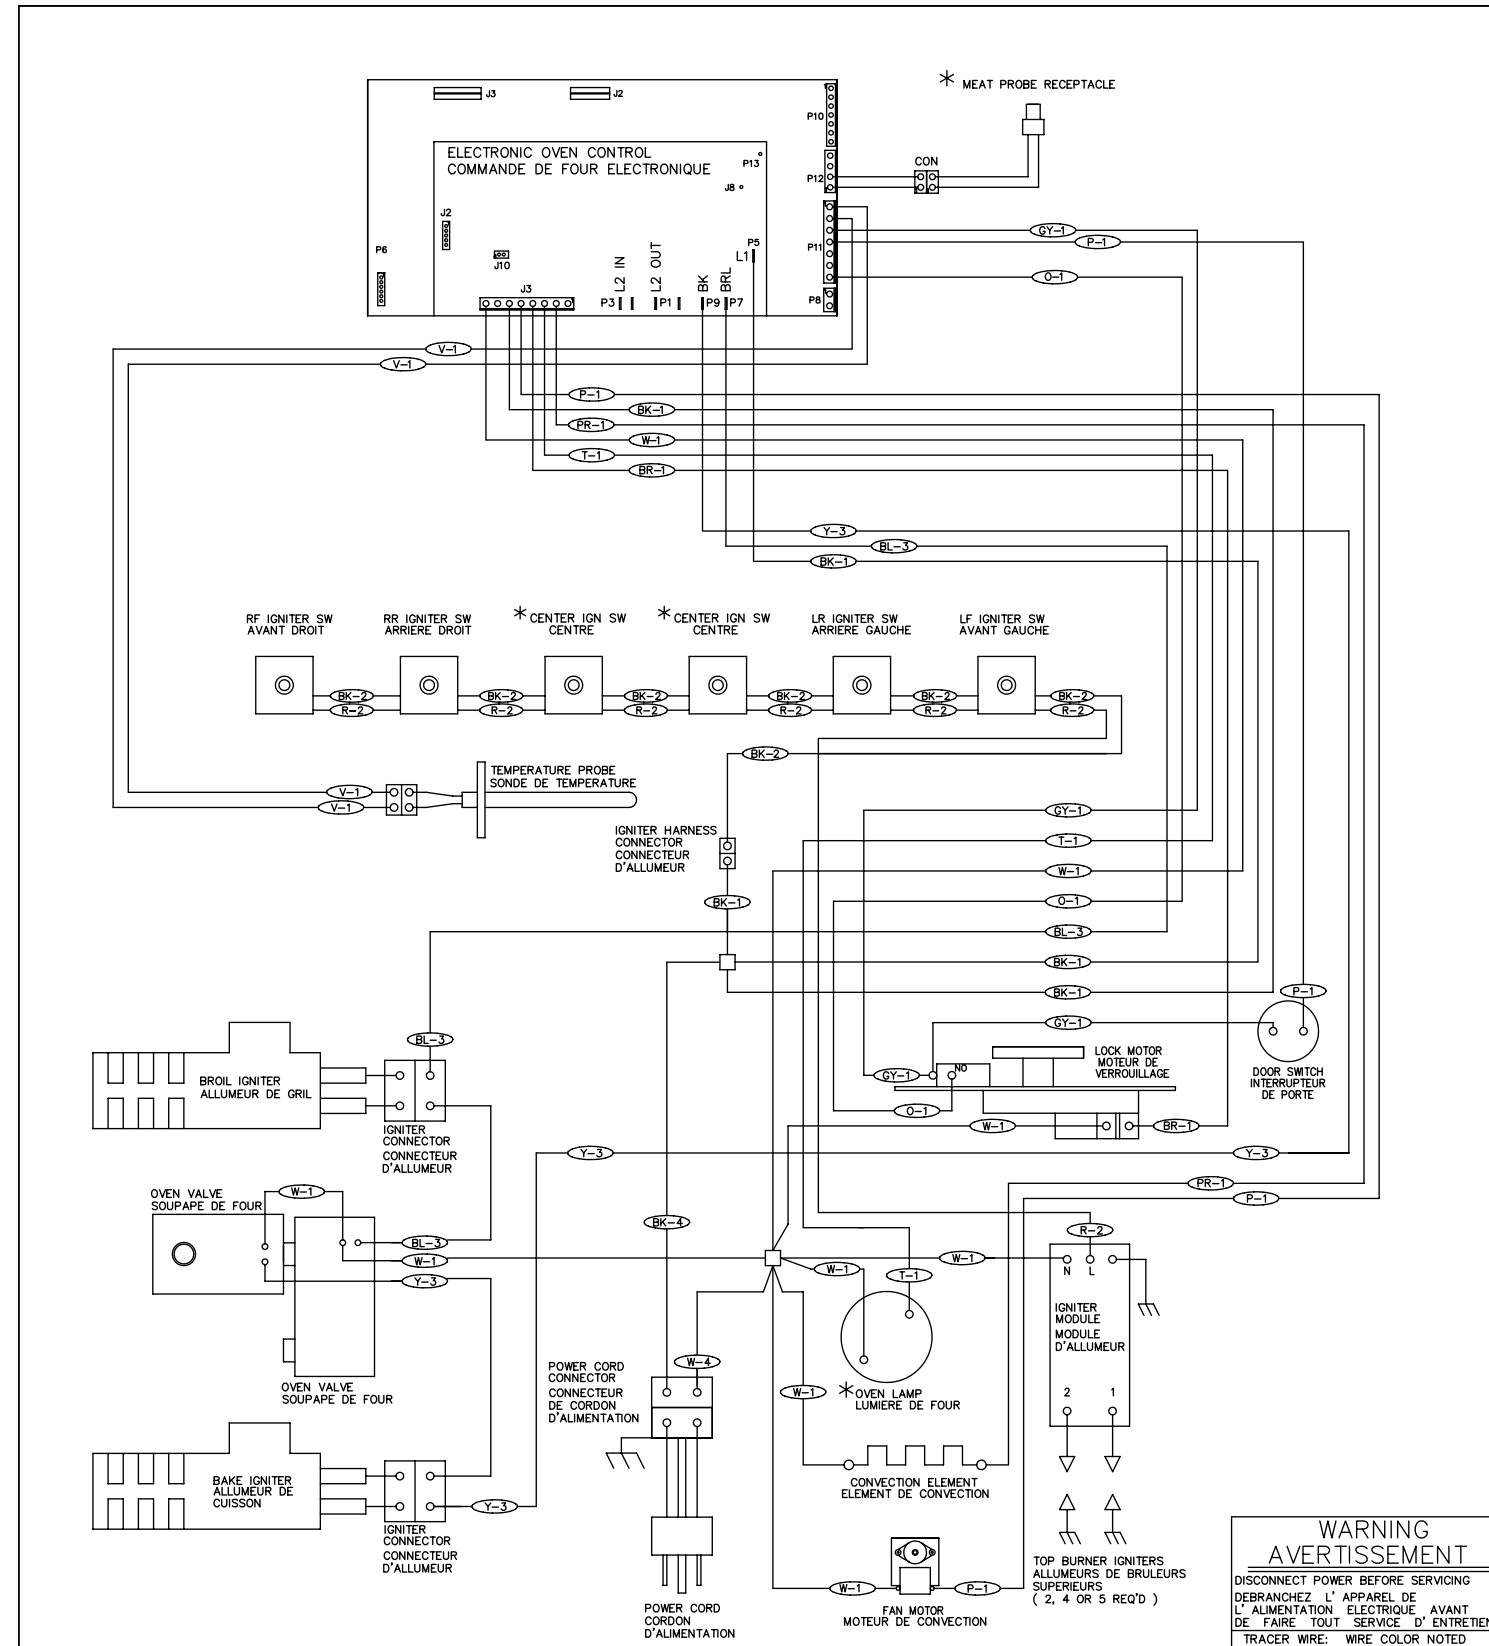 * MEAT PROBE RECEPTACLE
J3
J2
P10
ELECTRONIC OVEN CONTROL
COMMANDE DE FOUR ELECTRONIQUE
P13
CON
P12
J8
J2
GY-1
P-1
P6
P5
L1
P11
J10
L2 IN
L2 OUT
BK
BRL
O-1
J3
P3
P1
P9
P7
P8
V-1
V-1
P-1
BK-1
PR-1
W-1
T-1
BR-1
Y-3
BL-3
BK-1
RF IGNITER SW
AVANT DROIT
RR IGNITER SW
ARRIERE DROIT
* CENTER IGN SW
CENTRE
* CENTER IGN SW
CENTRE
LR IGNITER SW
ARRIERE GAUCHE
LF IGNITER SW
AVANT GAUCHE
BK-2
BK-2
BK-2
BK-2
BK-2
BK-2
R-2
R-2
R-2
R-2
R-2
R-2
BK-2
TEMPERATURE PROBE
SONDE DE TEMPERATURE
V-1
V-1
GY-1
IGNITER HARNESS
CONNECTOR
CONNECTEUR
D'ALLUMEUR
T-1
W-1
BK-1
O-1
BL-3
BK-1
BK-1
P-1
GY-1
BL-3
LOCK MOTOR
MOTEUR DE
VERROUILLAGE
NO
GY-1
DOOR SWITCH
INTERRUPTEUR
DE PORTE
BROIL IGNITER
ALLUMEUR DE GRIL
O-1
IGNITER
CONNECTOR
CONNECTEUR
D'ALLUMEUR
W-1
BR-1
Y-3
Y-3
PR-1
P-1
OVEN VALVE
SOUPAPE DE FOUR
W-1
BK-4
R-2
BL-3
W-1
Y-3
W-1
T-1
W-1
N
L
IGNITER
MODULE
MODULE
D'ALLUMEUR
OVEN VALVE
SOUPAPE DE FOUR
POWER CORD
CONNECTOR
CONNECTEUR
DE CORDON
D'ALIMENTATION
W-4
W-1
* OVEN LAMP
LUMIERE DE FOUR
2
1
BAKE IGNITER
ALLUMEUR DE
CUISSON
Y-3
CONVECTION ELEMENT
ELEMENT DE CONVECTION
IGNITER
CONNECTOR
CONNECTEUR
D'ALLUMEUR
W-1
P-1
FAN MOTOR
MOTEUR DE CONVECTION
POWER CORD
CORDON
D'ALIMENTATION
TOP BURNER IGNITERS
ALLUMEURS DE BRULEURS
SUPERIEURS
( 2, 4 OR 5 REQ'D )
WARNING
AVERTISSEMENT
DISCONNECT POWER BEFORE SERVICING
DEBRANCHEZ L' APPAREL DE
L' ALIMENTATION ELECTRIQUE AVANT
DE FAIRE TOUT SERVICE D' ENTRETIEN
TRACER WIRE: WIRE COLOR NOTED